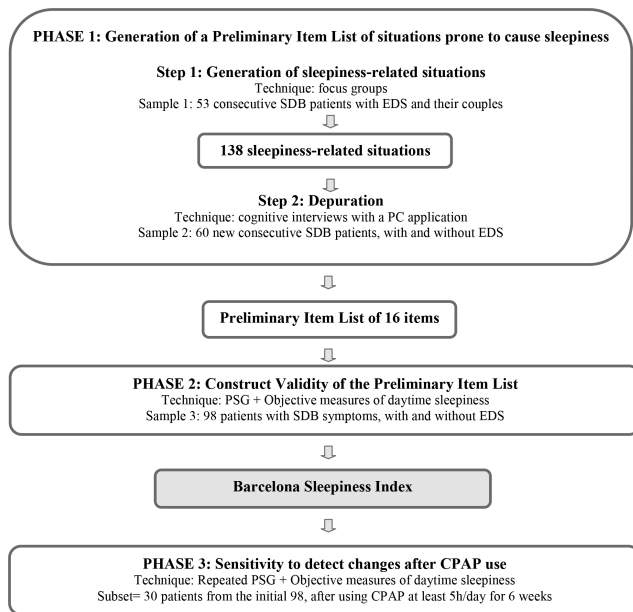 PHASE 1: Generation of a Preliminary Item List of situations prone to cause sleepiness
Step 1: Generation of sleepiness-related situations
Technique: focus groups
Sample 1: 53 consecutive SDB patients with EDS and their couples
138 sleepiness-related situations
Step 2: Depuration
Technique: cognitive interviews with a PC application
Sample 2: 60 new consecutive SDB patients, with and without EDS
Preliminary Item List of 16 items
PHASE 2: Construct Validity of the Preliminary Item List
Technique: PSG + Objective measures of daytime sleepiness
Sample 3: 98 patients with SDB symptoms, with and without EDS
Barcelona Sleepiness Index
PHASE 3: Sensitivity to detect changes after CPAP use
Technique: Repeated PSG + Objective measures of daytime sleepiness
Subset= 30 patients from the initial 98, after using CPAP at least 5h/day for 6 weeks